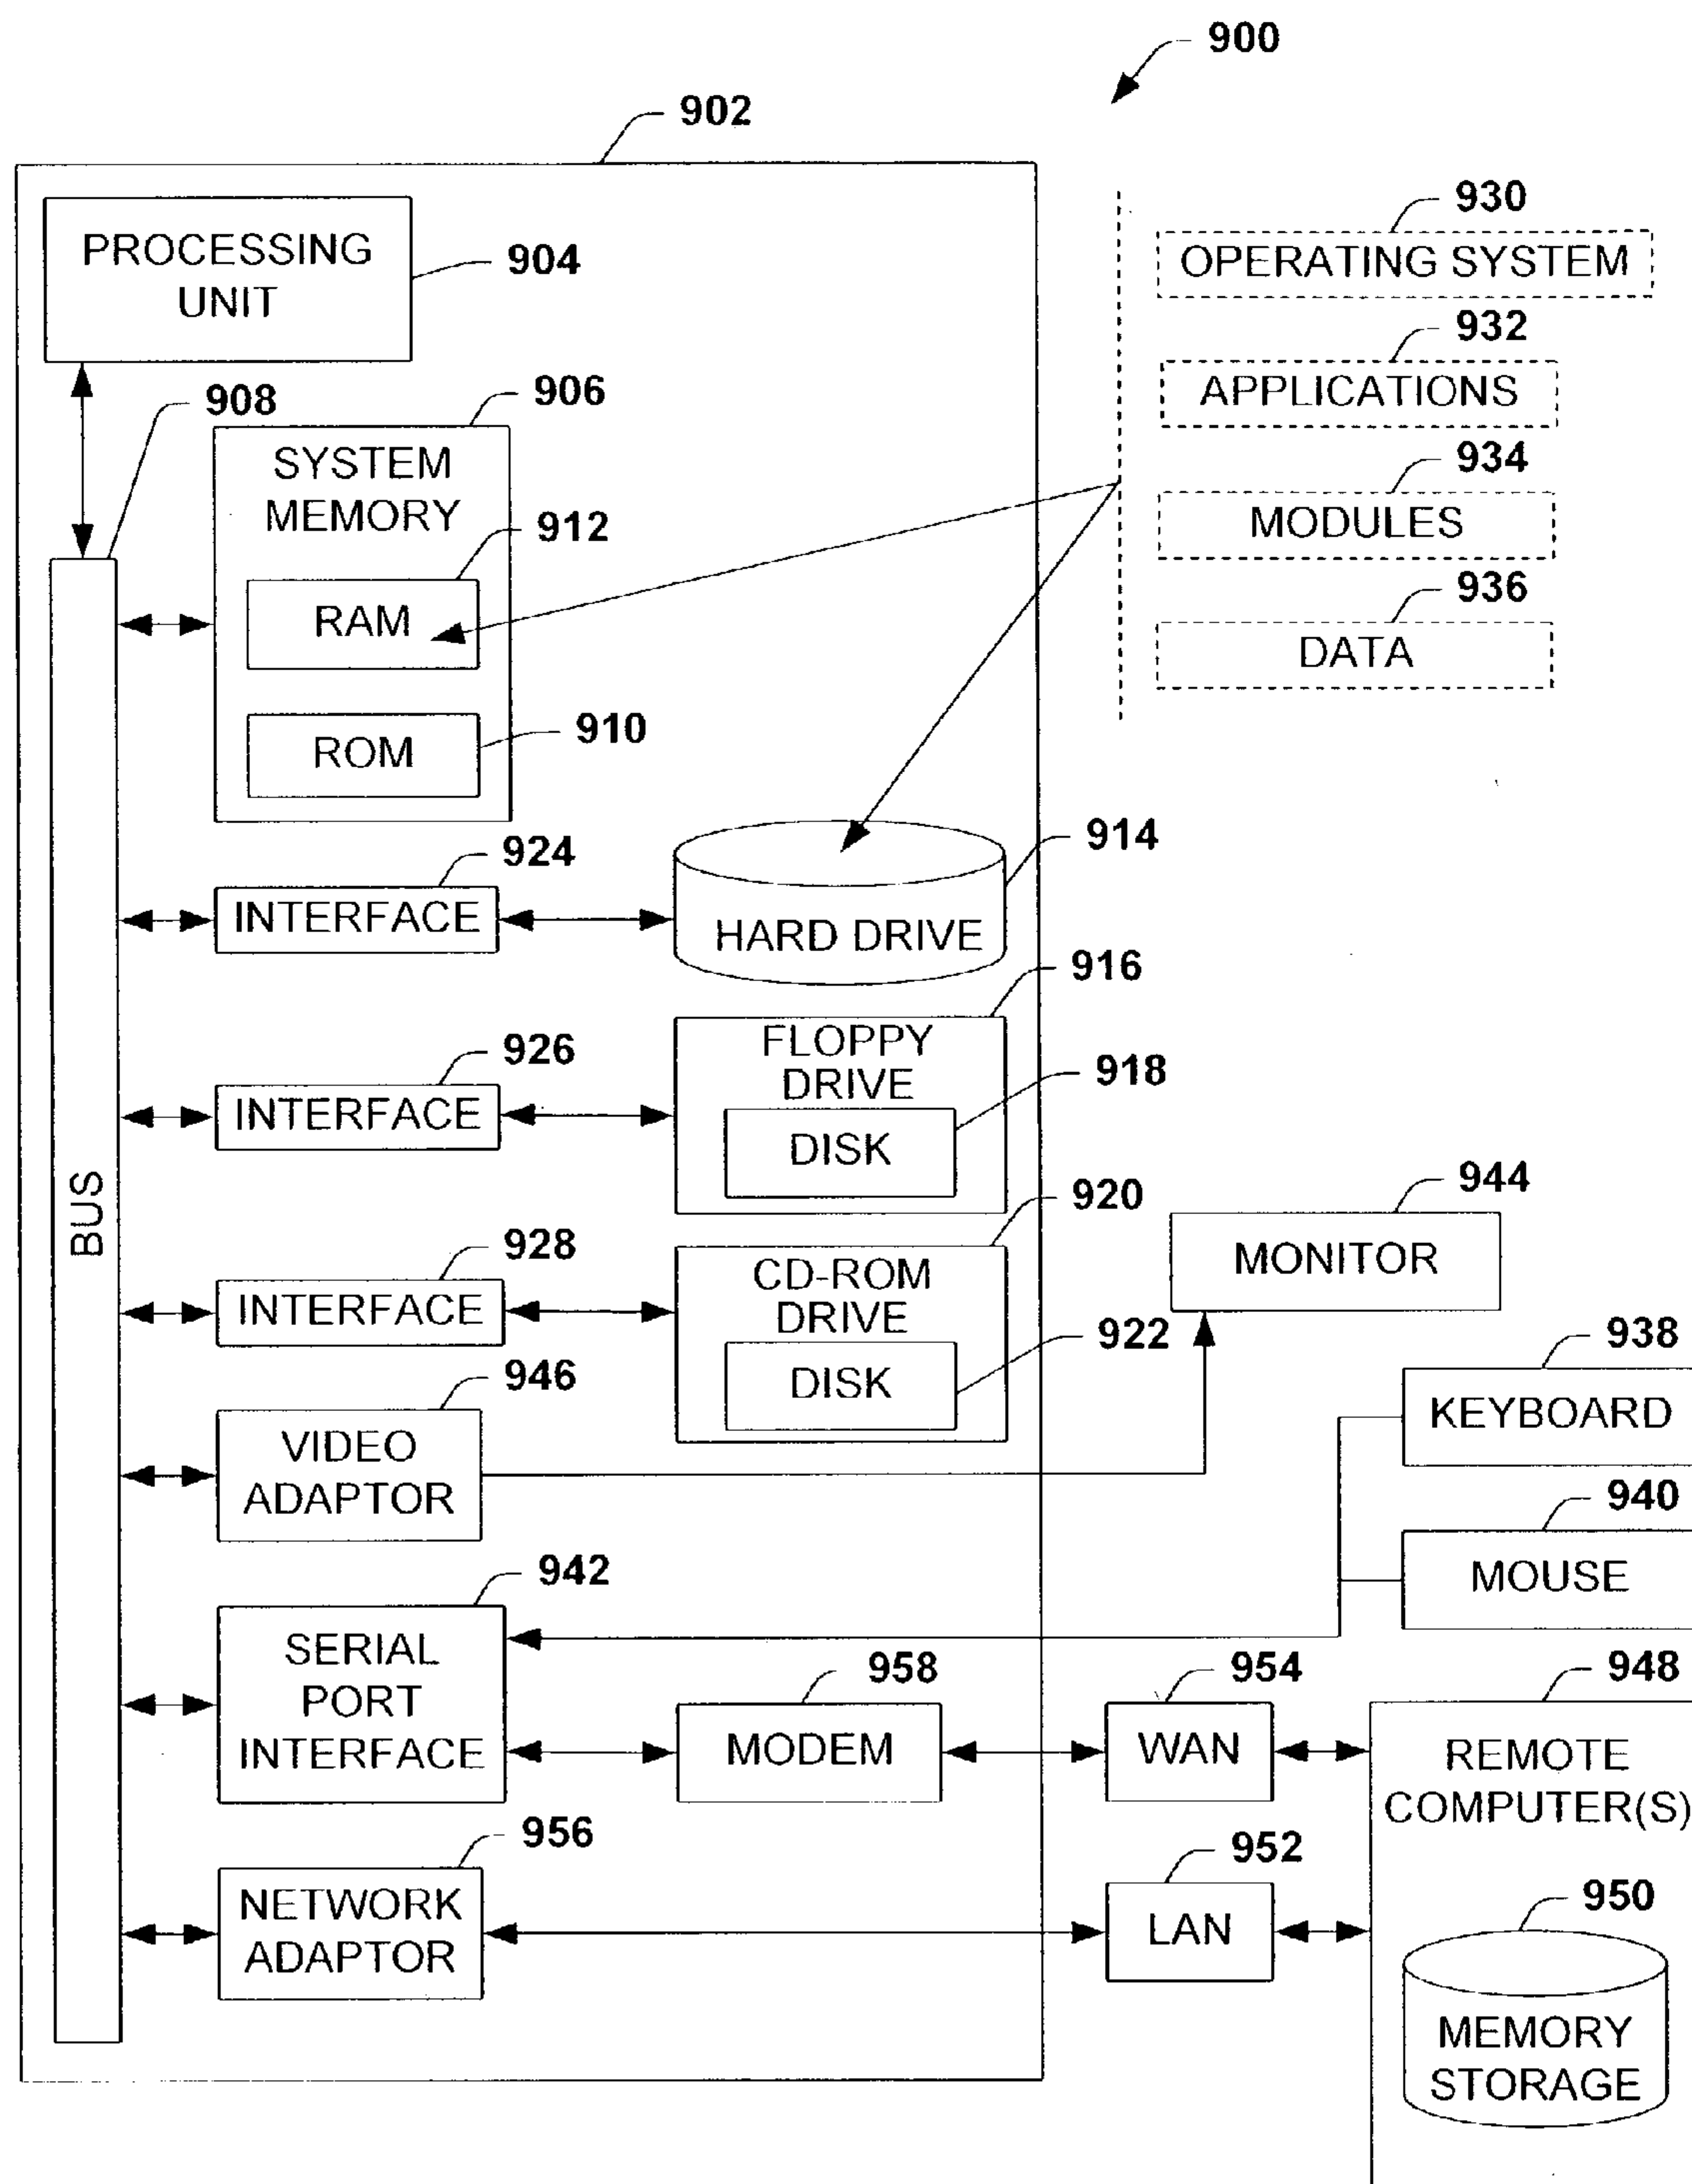 900
902
PROCESSING
UNIT
904
930
OPERATING SYSTEM
932
APPLICATIONS
934
MODULES
936
DATA
908
906
SYSTEM
MEMORY
912
RAM
910
ROM
BUS
924
INTERFACE
914
HARD DRIVE
926
INTERFACE
916
FLOPPY
DRIVE
918
DISK
928
INTERFACE
920
CD-ROM
DRIVE
922
DISK
944
MONITOR
946
VIDEO
ADAPTOR
938
KEYBOARD
940
MOUSE
942
SERIAL
PORT
INTERFACE
958
MODEM
954
WAN
948
REMOTE
COMPUTER(S)
956
NETWORK
ADAPTOR
952
LAN
950
MEMORY
STORAGE